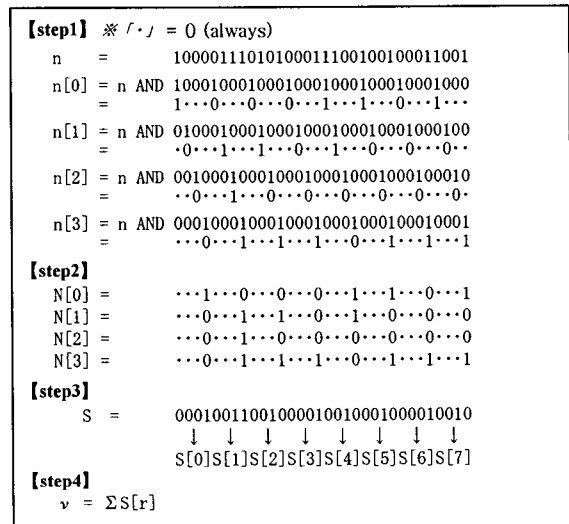 【step1】 ※「・」 = 0 (always)
n = 10000111010100011100100100011001
n[0] = n AND 10001000100010001000100010001000
= 1···0···0···0···1···1···0···1···
n[1] = n AND 01000100010001000100010001000100
= ·0···1···1···0···1···0···0···0··
n[2] = n AND 00100010001000100010001000100010
= ··0···1···0···0···0···0···0···0·
n[3] = n AND 00010001000100010001000100010001
= ···0···1···1···1···0···1···1···1
【step2】
N[0] = ···1···0···0···0···1···1···0···1
N[1] = ···0···1···1···0···1···0···0···0
N[2] = ···0···1···0···0···0···0···0···0
N[3] = ···0···1···1···1···0···1···1···1
【step3】
S = 00010011001000010010001000010010
↓ ↓ ↓ ↓ ↓ ↓ ↓ ↓
S[0]S[1]S[2]S[3]S[4]S[5]S[6]S[7]
【step4】
ν = ΣS[r]